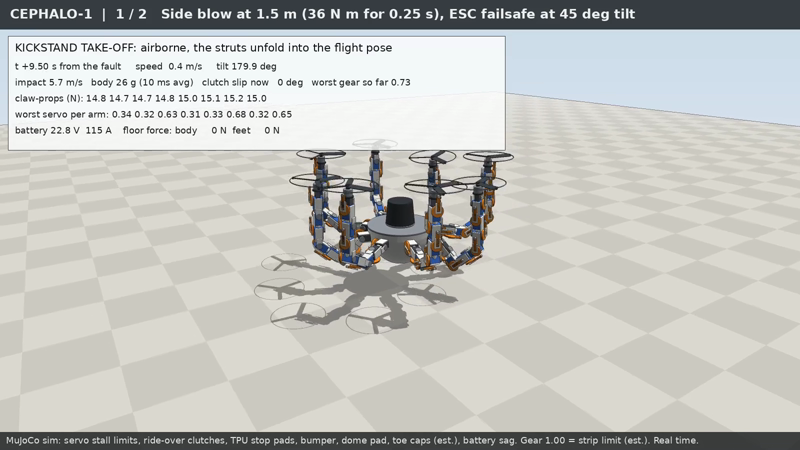 CEPHALO-1 | 1 / 2 Side blow at 1.5 m (36 N m for 0.25 s), ESC failsafe at 45 deg tilt
KICKSTAND TAKE-OFF: airborne, the struts unfold into the flight pose
t +9.50 s from the fault speed 0.4 m/s tilt 179.9 deg
impact 5.7 m/s body 26 g (10 ms avg) clutch slip now 0 deg worst gear so far 0.73
claw-props (N): 14.8 14.7 14.7 14.8 15.0 15.1 15.2 15.0
worst servo per arm: 0.34 0.32 0.63 0.31 0.33 0.68 0.32 0.65
battery 22.8 V 115 A floor force: body 0 N feet 0 N
MuJoCo sim: servo stall limits, ride-over clutches, TPU stop pads, bumper, dome pad, toe caps (est.), battery sag. Gear 1.00 = strip limit (est.). Real time.